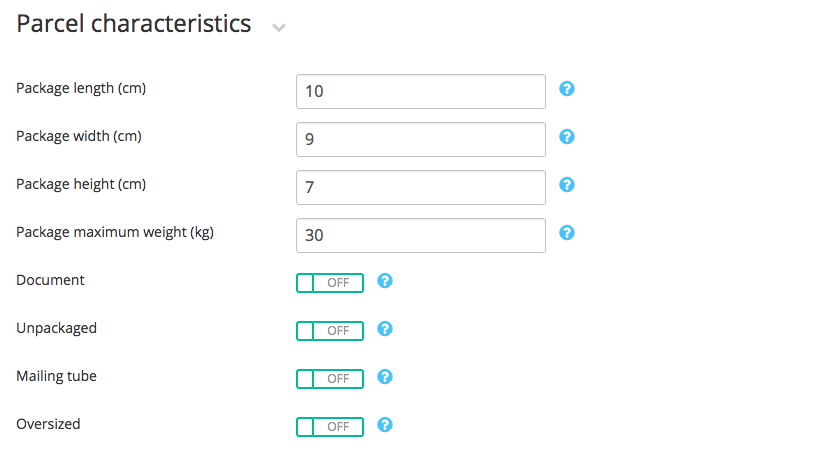 Parcel characteristics
Package length (cm) 10 ?
Package width (cm) 9 ?
Package height (cm) 7 ?
Package maximum weight (kg) 30 ?
Document OFF ?
Unpackaged OFF ?
Mailing tube OFF ?
Oversized OFF ?